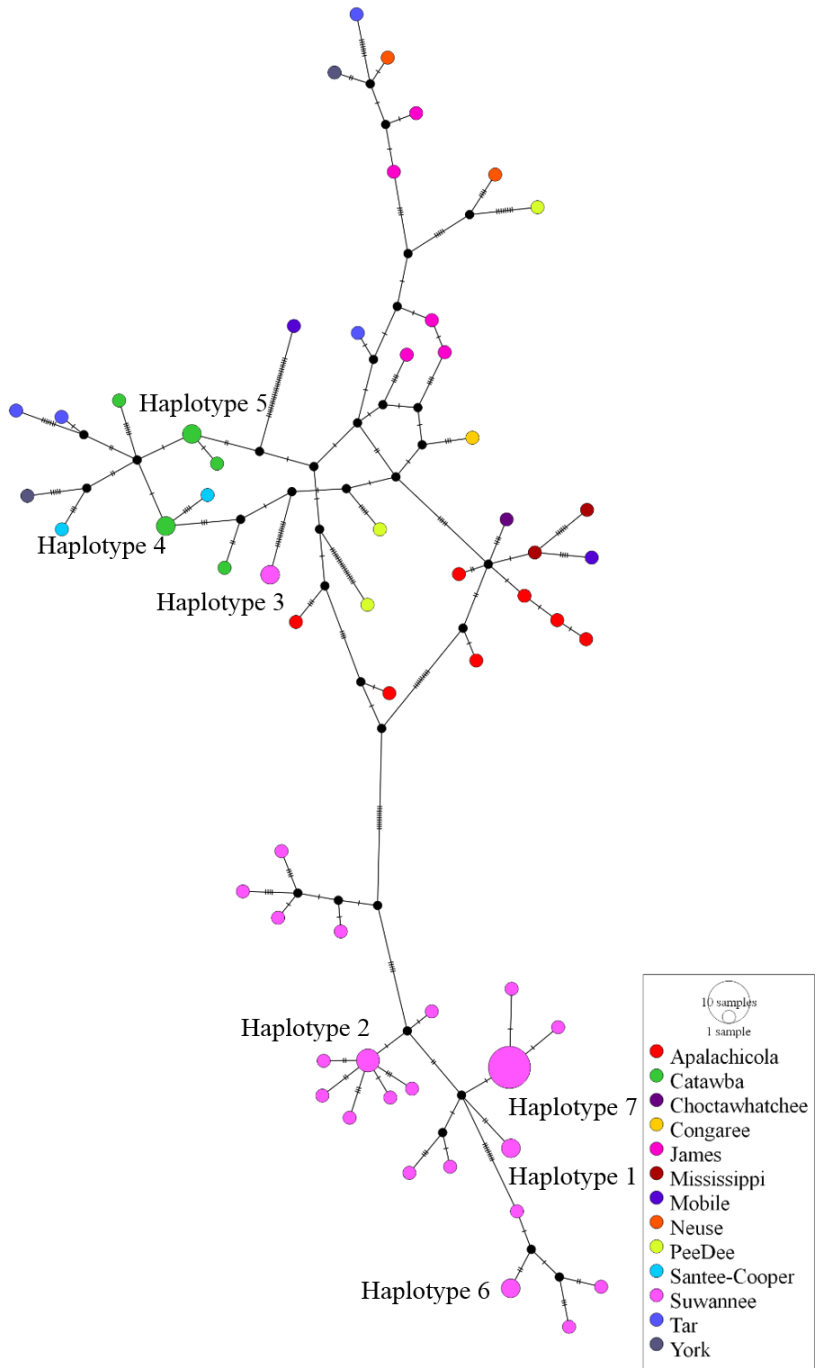 Haplotype 5
Haplotype 4
Haplotype 3
Haplotype 2
Haplotype 7
Haplotype 1
Haplotype 6
10 samples
1 sample
Apalachicola
Catawba
Choctawhatchee
Congaree
James
Mississippi
Mobile
Neuse
PeeDee
Santee-Cooper
Suwannee
Tar
York